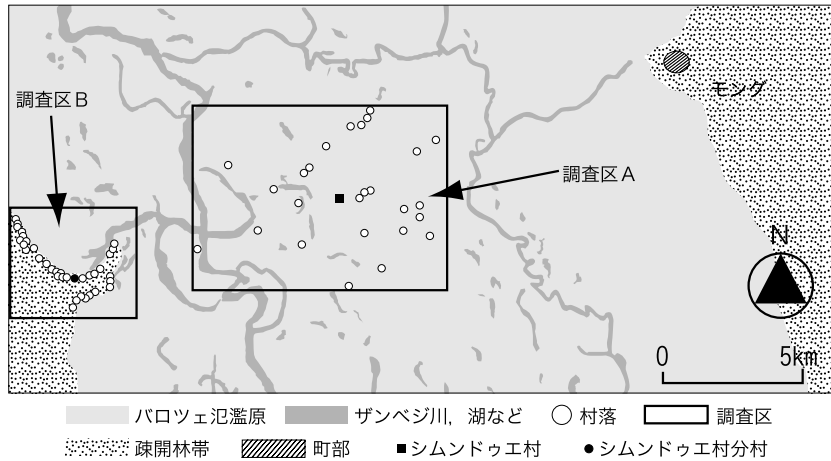 モング
調査区B
調査区A
N
0 5km
バロツェ氾濫原 ザンベジ川，湖など 村落 調査区
疎開林帯 町部 シムンドゥエ村 シムンドゥエ村分村